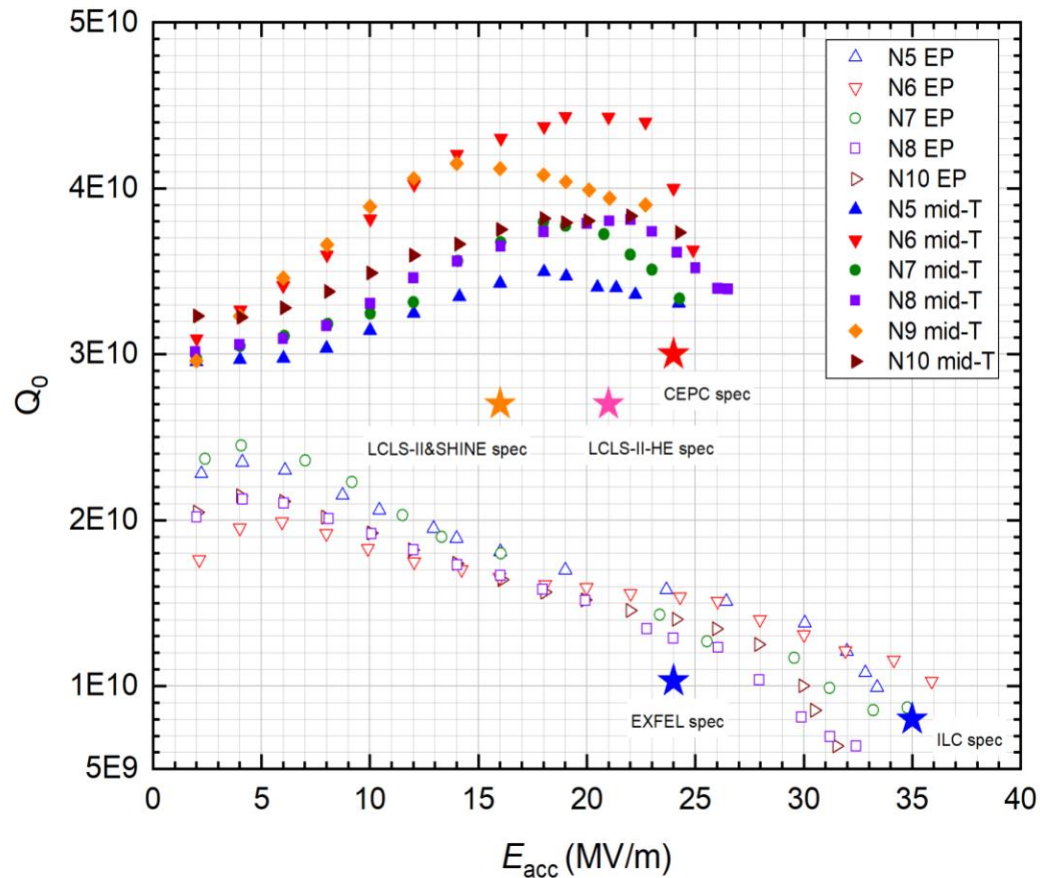 5E10
4E10
3E10
2E10
1E10
5E9
Q0
N5 EP
N6 EP
N7 EP
N8 EP
N10 EP
N5 mid-T
N6 mid-T
N7 mid-T
N8 mid-T
N9 mid-T
N10 mid-T
CEPC spec
LCLS-II&SHINE spec
LCLS-II-HE spec
EXFEL spec
ILC spec
0 5 10 15 20 25 30 35 40
Eacc (MV/m)